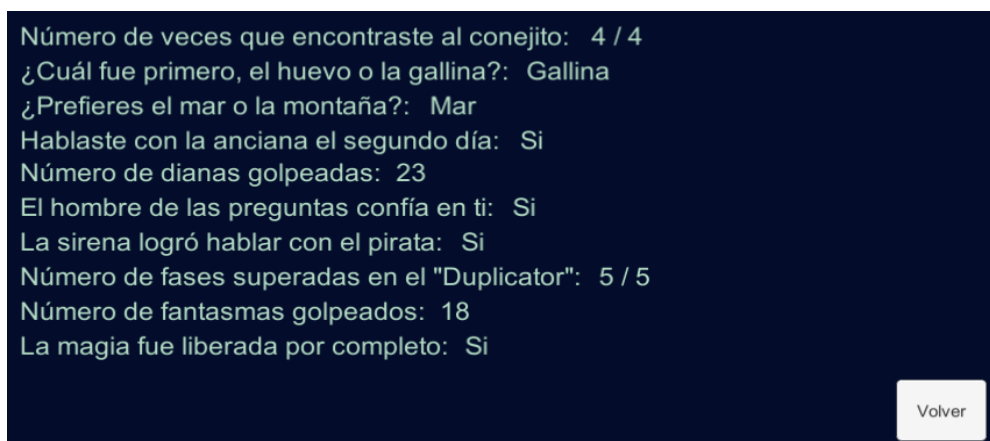 Número de veces que encontraste al conejito: 4 / 4
¿Cuál fue primero, el huevo o la gallina?: Gallina
¿Prefieres el mar o la montaña?: Mar
Hablaste con la anciana el segundo día: Si
Número de dianas golpeadas: 23
El hombre de las preguntas confía en ti: Si
La sirena logró hablar con el pirata: Si
Número de fases superadas en el "Duplicator": 5 / 5
Número de fantasmas golpeados: 18
La magia fue liberada por completo: Si
Volver